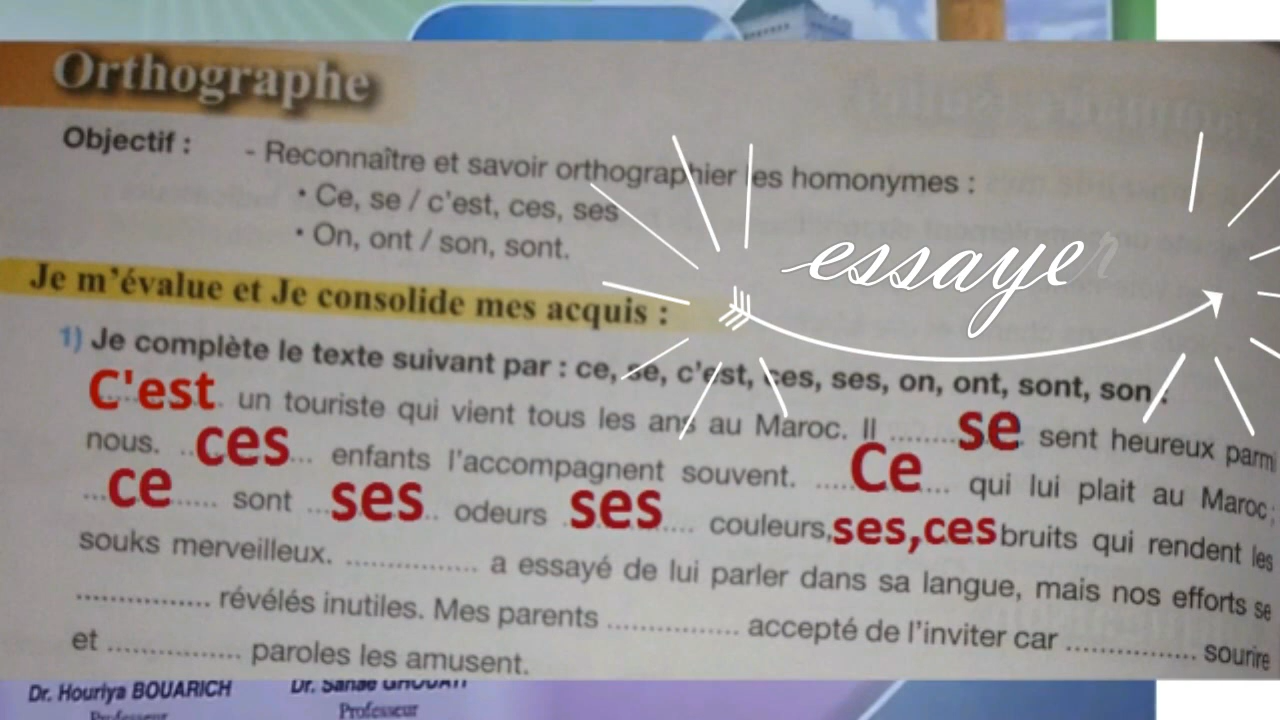 Orthographe
Objectif : - Reconnaître et savoir orthographier les homonymes :
• Ce, se / c'est, ces, ses
• On, ont / son, sont.
essayer
Je m'évalue et Je consolide mes acquis :
1) Je complète le texte suivant par : ce, se, c'est, ces, ses, on, ont, sont, son.
C'est un touriste qui vient tous les ans au Maroc. Il ........se sent heureux parmi
nous. ..ces... enfants l'accompagnent souvent. .....Ce.... qui lui plait au Maroc,
...ce...... sont ...ses.. odeurs .ses.... couleurs,ses,ces bruits qui rendent les
souks merveilleux. ................ a essayé de lui parler dans sa langue, mais nos efforts se
................ révélés inutiles. Mes parents ................ accepté de l'inviter car ................ sourire
et ................ paroles les amusent.
Dr. Houriya BOUARICH Dr. Sanae
Professeur Professeur